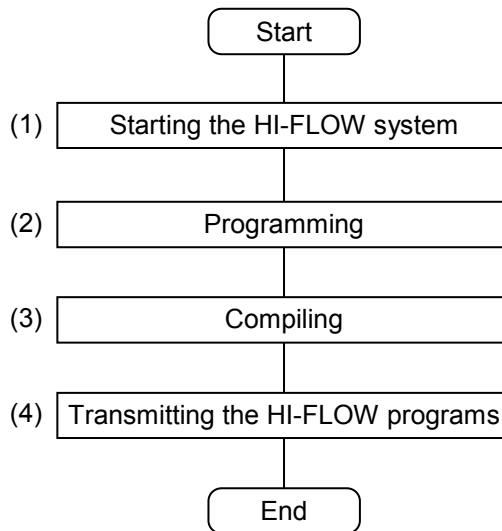 Start
(1) Starting the HI-FLOW system
(2) Programming
(3) Compiling
(4) Transmitting the HI-FLOW programs
End